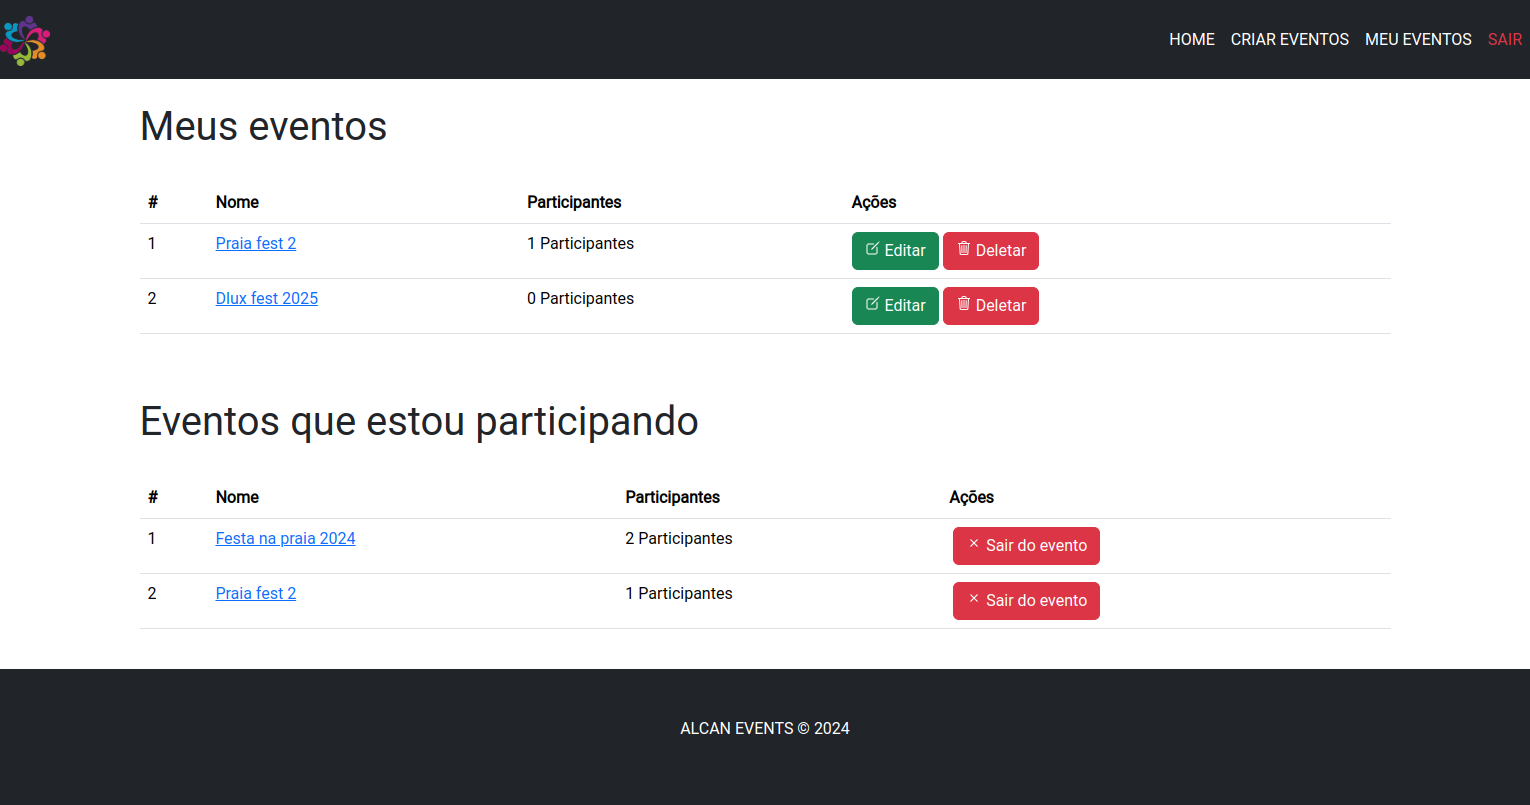 HOME CRIAR EVENTOS MEU EVENTOS SAIR
Meus eventos
# Nome Participantes Ações
1 Praia fest 2 1 Participantes Editar Deletar
2 Dlux fest 2025 0 Participantes Editar Deletar
Eventos que estou participando
# Nome Participantes Ações
1 Festa na praia 2024 2 Participantes Sair do evento
2 Praia fest 2 1 Participantes Sair do evento
ALCAN EVENTS © 2024